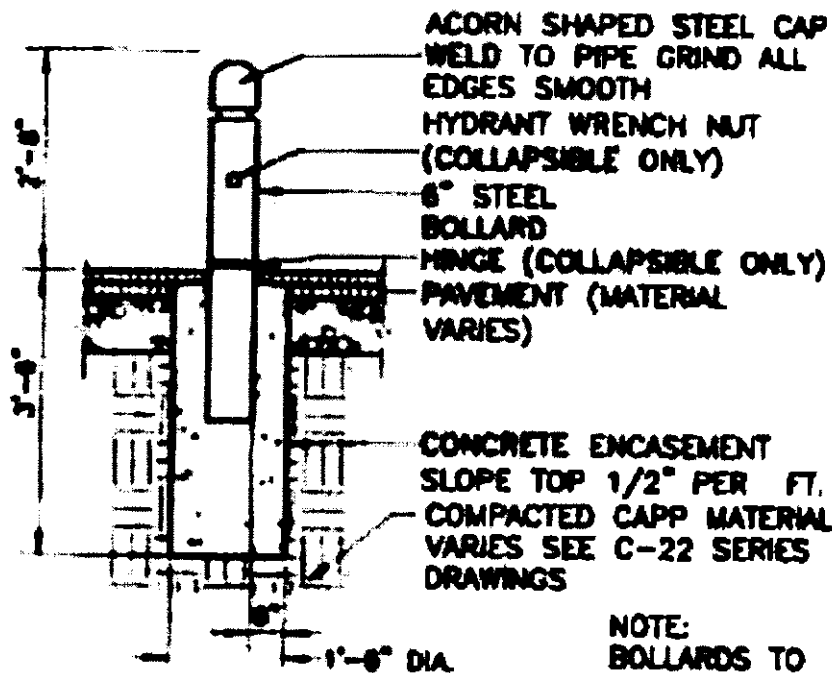 ACORN SHAPED STEEL CAP
WELD TO PIPE GRIND ALL
EDGES SMOOTH
HYDRANT WRENCH NUT
(COLLAPSIBLE ONLY)
6" STEEL
BOLLARD
HINGE (COLLAPSIBLE ONLY)
PAVEMENT (MATERIAL
VARIES)
CONCRETE ENCASEMENT
SLOPE TOP 1/2" PER FT.
COMPACTED CAPP MATERIAL
VARIES SEE C-22 SERIES
DRAWINGS
DIA.
NOTE:
BOLLARDS TO